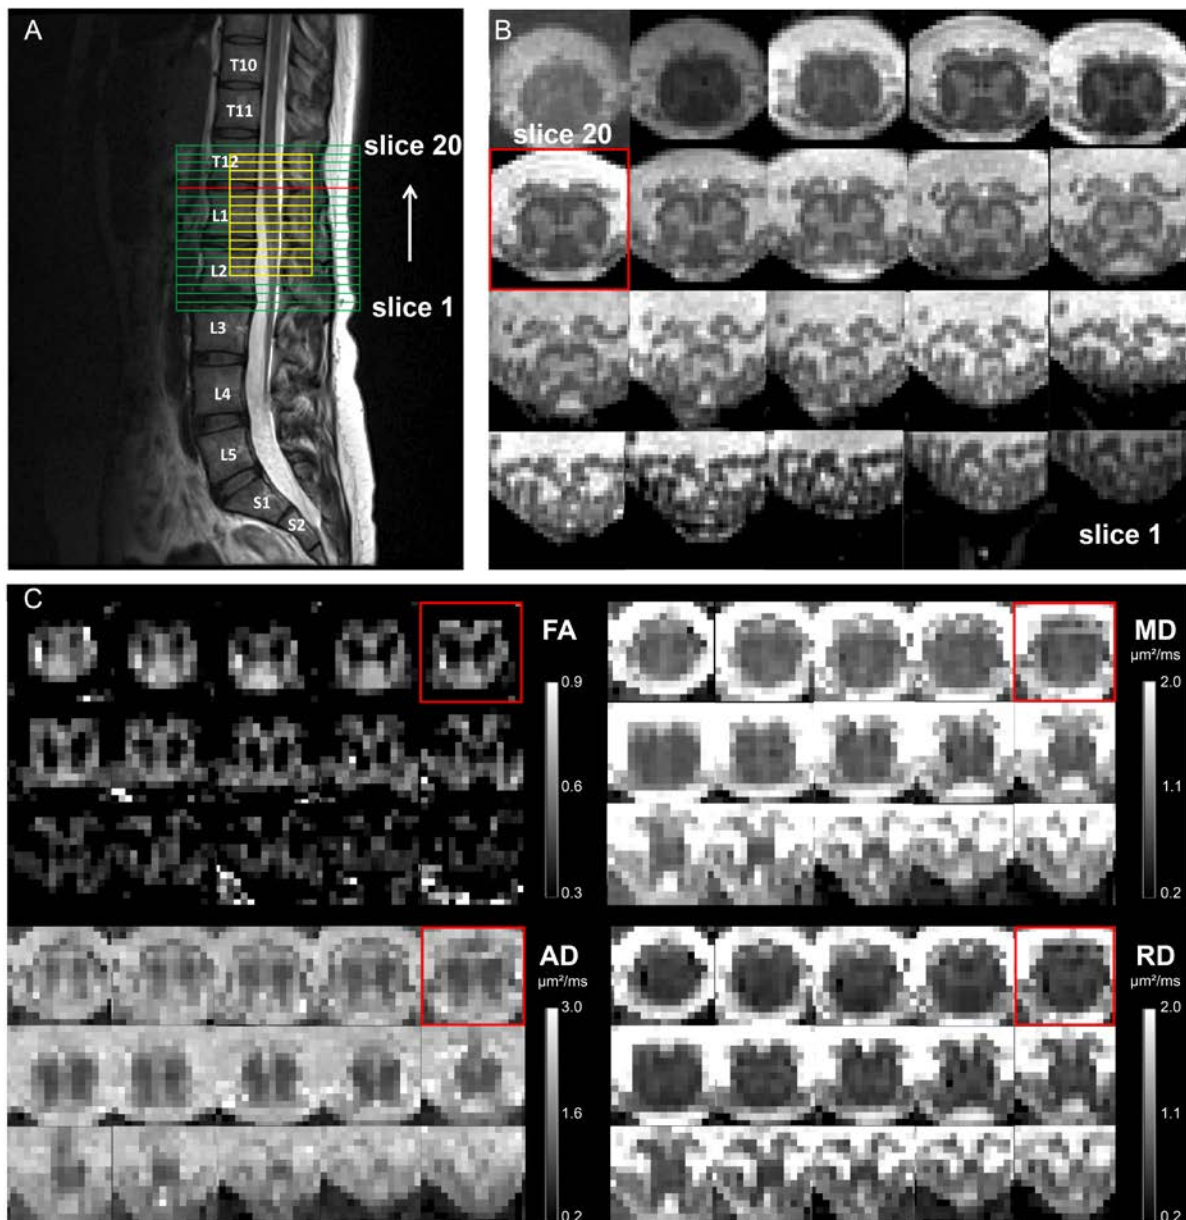 A
T10
T11
T12
L1
L2
L3
L4
L5
S1
S2
slice 20
slice 1
B
slice 20
slice 1
C
FA
0.9
0.6
0.3
MD
µm²/ms
2.0
1.1
0.2
AD
µm²/ms
3.0
1.6
0.2
RD
µm²/ms
2.0
1.1
0.2